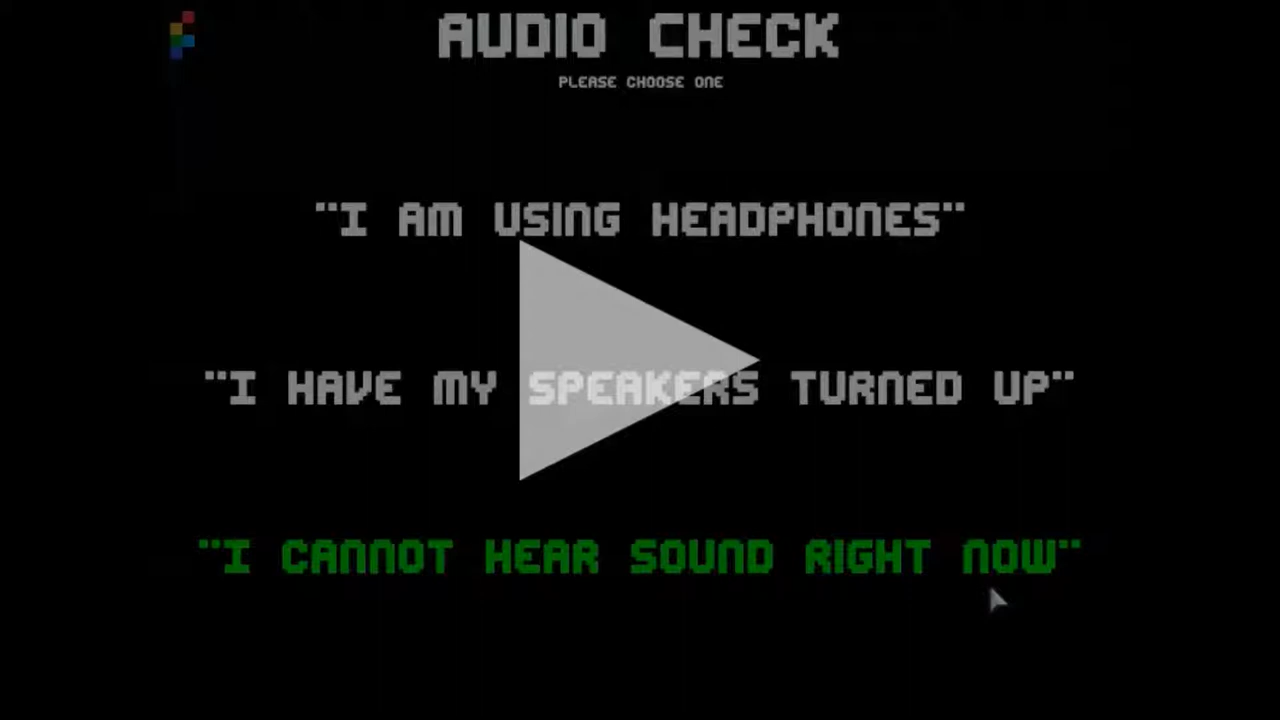 AUDIO CHECK
PLEASE CHOOSE ONE
"I AM USING HEADPHONES"
"I HAVE MY SPEAKERS TURNED UP"
"I CANNOT HEAR SOUND RIGHT NOW"